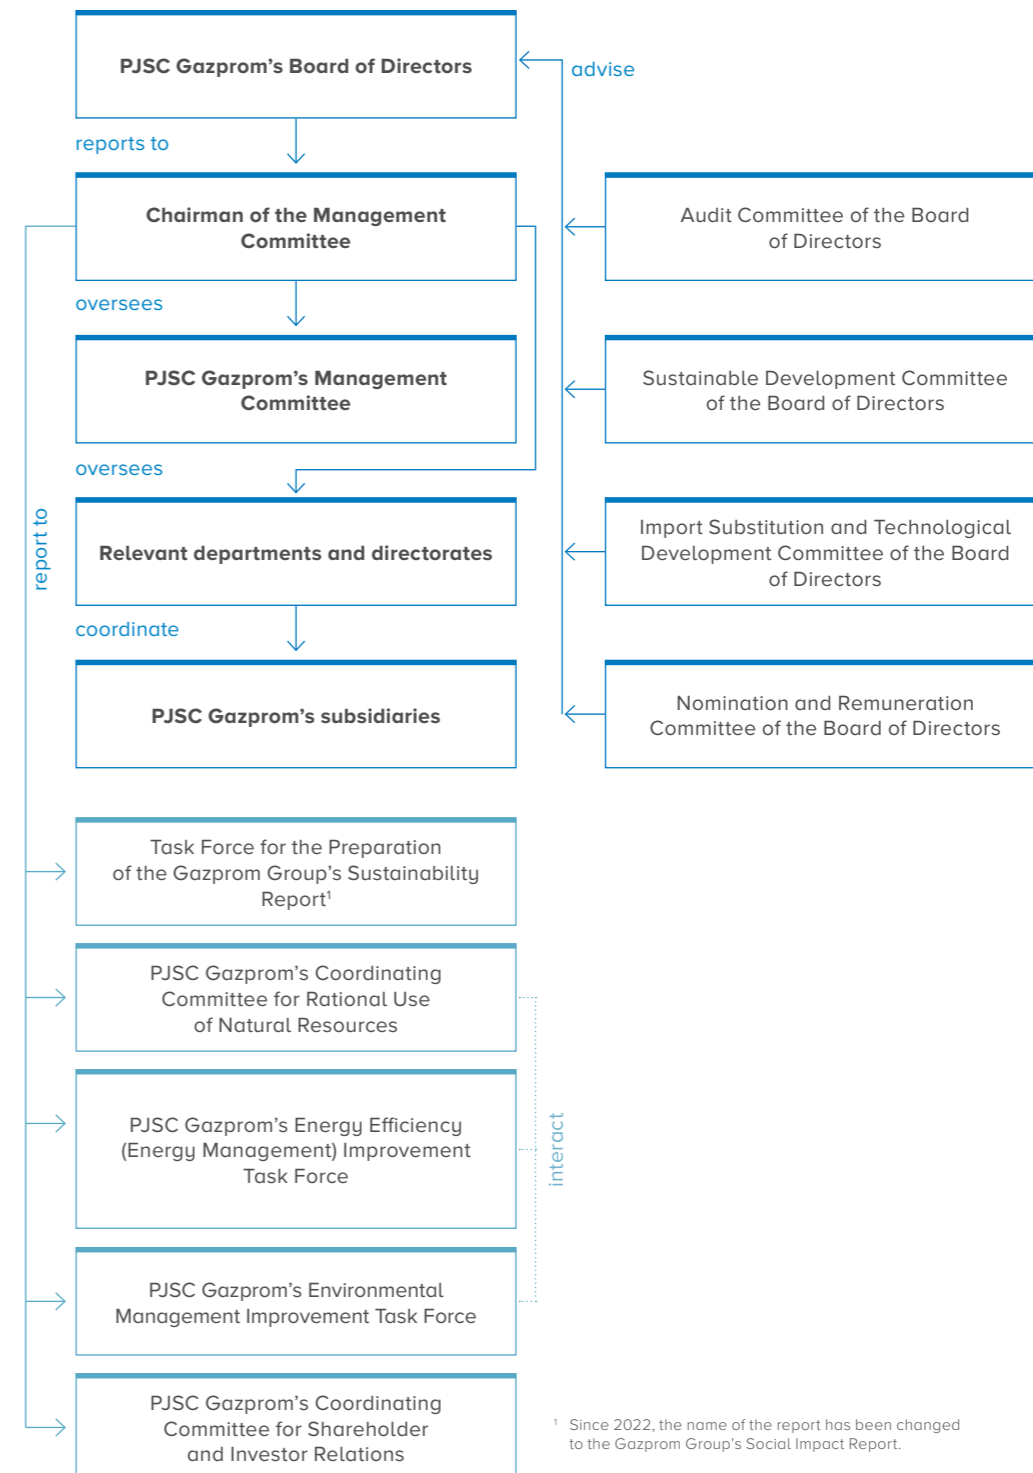 PJSC Gazprom’s Board of Directors
advise
reports to
Chairman of the Management
Committee
Audit Committee of the Board
of Directors
oversees
PJSC Gazprom’s Management
Committee
Sustainable Development Committee
of the Board of Directors
oversees
report to
Relevant departments and directorates
Import Substitution and Technological
Development Committee of the Board
of Directors
coordinate
PJSC Gazprom’s subsidiaries
Nomination and Remuneration
Committee of the Board of Directors
Task Force for the Preparation
of the Gazprom Group’s Sustainability
Report¹
PJSC Gazprom’s Coordinating
Committee for Rational Use
of Natural Resources
PJSC Gazprom’s Energy Efficiency
(Energy Management) Improvement
Task Force
interact
PJSC Gazprom’s Environmental
Management Improvement Task Force
PJSC Gazprom’s Coordinating
Committee for Shareholder
and Investor Relations
¹ Since 2022, the name of the report has been changed
to the Gazprom Group’s Social Impact Report.